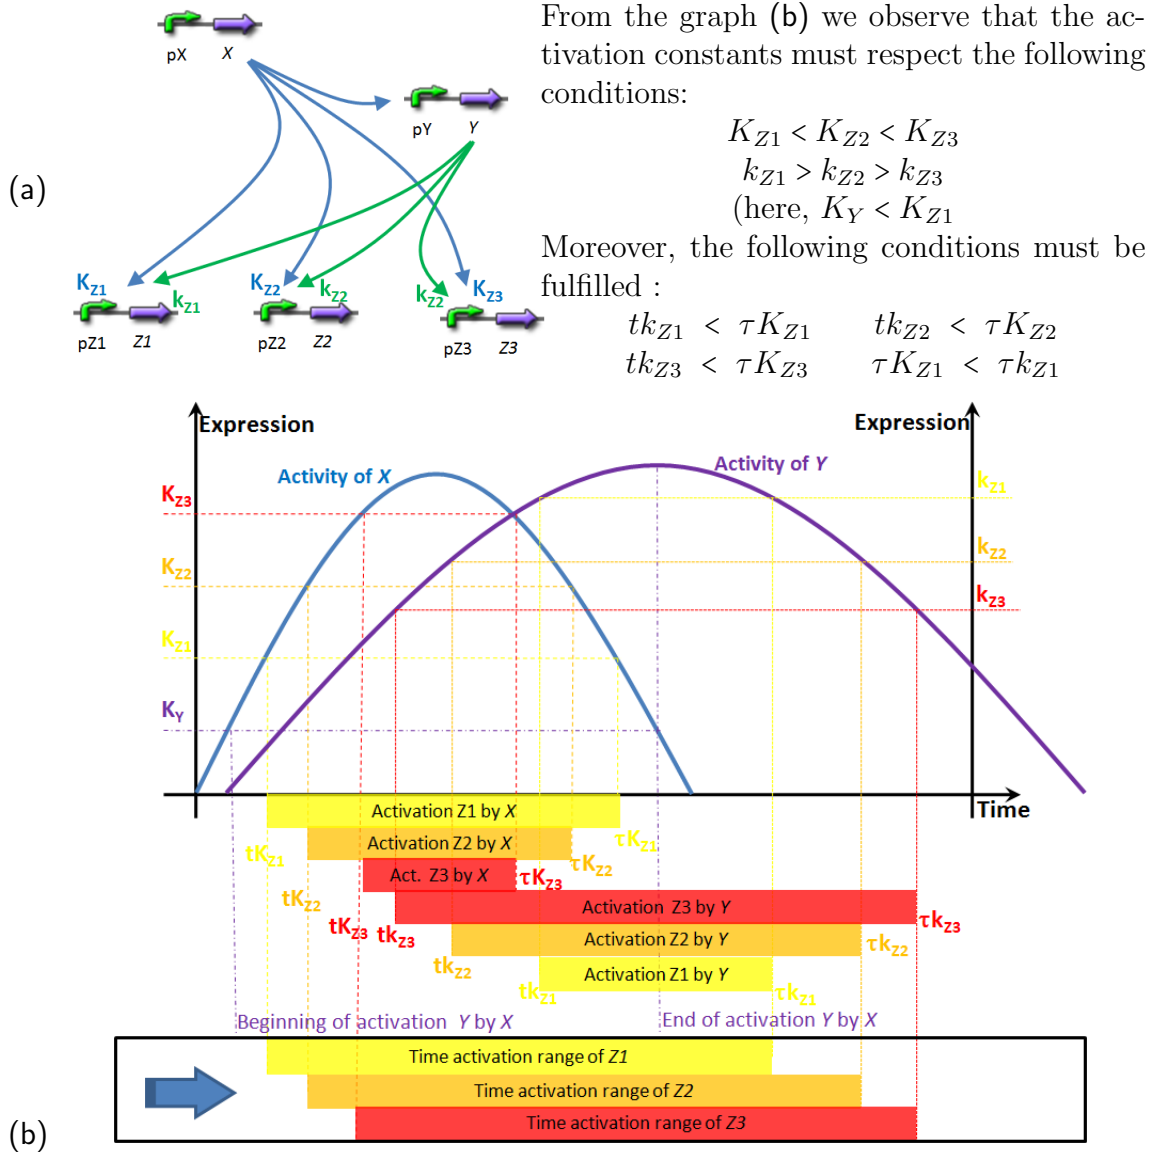 From the graph (b) we observe that the ac-
tivation constants must respect the following
conditions:
K_{Z1} < K_{Z2} < K_{Z3}
k_{Z1} > k_{Z2} > k_{Z3}
(here, K_Y < K_{Z1}
Moreover, the following conditions must be
fulfilled :
tk_{Z1} < τK_{Z1} tk_{Z2} < τK_{Z2}
tk_{Z3} < τK_{Z3} τK_{Z1} < τk_{Z1}
pX X
pY Y
(a)
K_{Z1} k_{Z1}
K_{Z2} k_{Z2}
k_{Z2} K_{Z3}
pZ1 Z1
pZ2 Z2
pZ3 Z3
Expression
Expression
Activity of X
Activity of Y
K_{Z3}
K_{Z2}
K_{Z1}
K_Y
k_{Z1}
k_{Z2}
k_{Z3}
Time
Activation Z1 by X
tK_{Z1} τK_{Z1}
Activation Z2 by X
tK_{Z2} τK_{Z2}
Act. Z3 by X
tK_{Z3} τK_{Z3}
Activation Z3 by Y
tk_{Z3} τk_{Z3}
Activation Z2 by Y
tk_{Z2} τk_{Z2}
Activation Z1 by Y
tk_{Z1} τk_{Z1}
Beginning of activation Y by X
End of activation Y by X
Time activation range of Z1
Time activation range of Z2
Time activation range of Z3
(b)